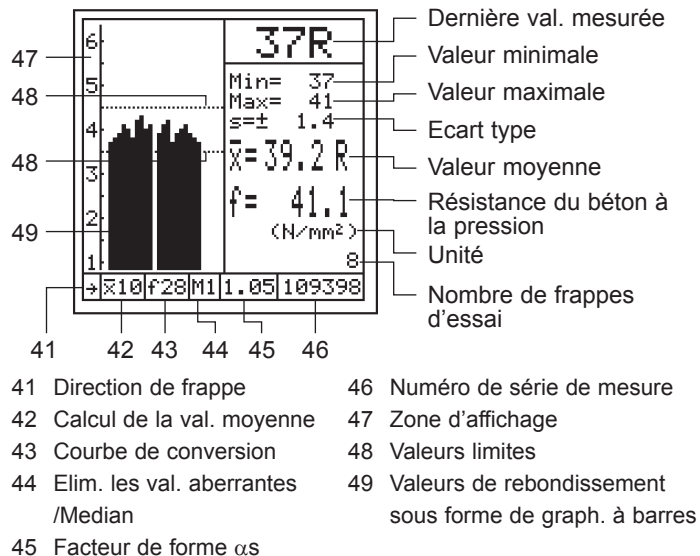 37R
Min= 37
Max= 41
s=± 1.4
x̄=39.2 R
f= 41.1
(N/mm²)
8
6
5
4
3
2
1
→ x̄10 f28 M1 1.05 109398
47
48
48
49
41 42 43 44 45 46
Dernière val. mesurée
Valeur minimale
Valeur maximale
Ecart type
Valeur moyenne
Résistance du béton à
la pression
Unité
Nombre de frappes
d'essai
41 Direction de frappe
42 Calcul de la val. moyenne
43 Courbe de conversion
44 Elim. les val. aberrantes
/Median
45 Facteur de forme αs
46 Numéro de série de mesure
47 Zone d'affichage
48 Valeurs limites
49 Valeurs de rebondissement
sous forme de graph. à barres